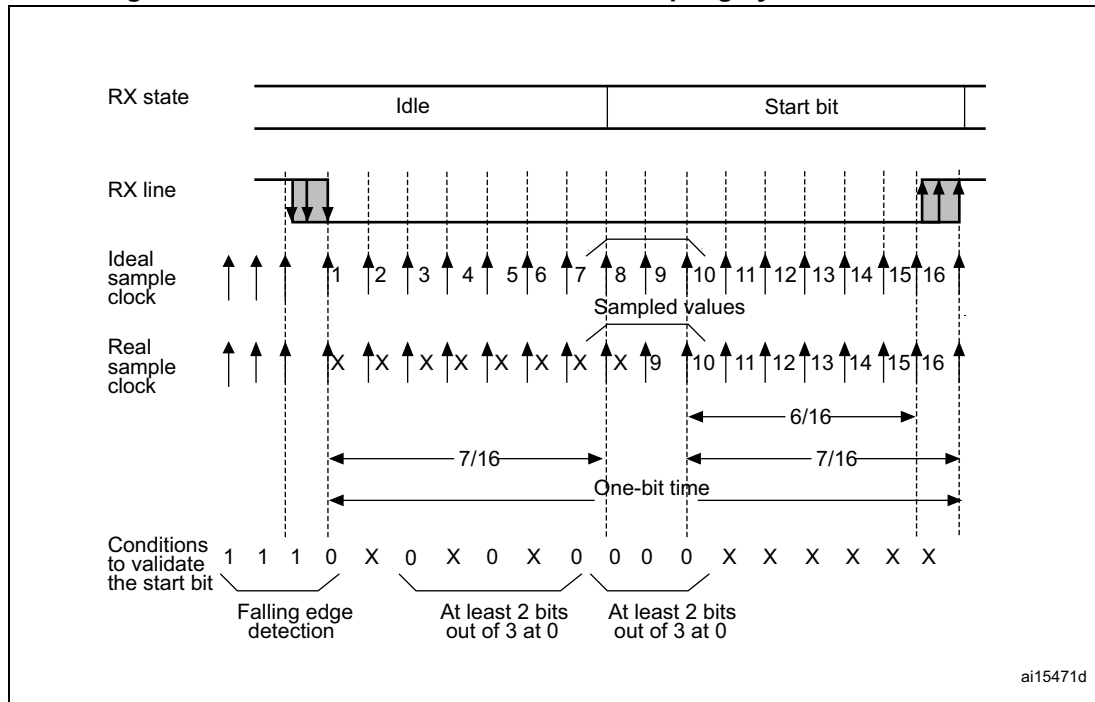 RX state
Idle
Start bit
RX line
Ideal
sample
clock
1 2 3 4 5 6 7 8 9 10 11 12 13 14 15 16
Sampled values
Real
sample
clock
X X X X X X X X 9 10 11 12 13 14 15 16
6/16
7/16
7/16
One-bit time
Conditions
to validate
the start bit
1 1 1 0 X 0 X 0 X 0 0 0 0 X X X X X X
Falling edge
detection
At least 2 bits
out of 3 at 0
At least 2 bits
out of 3 at 0
ai15471d